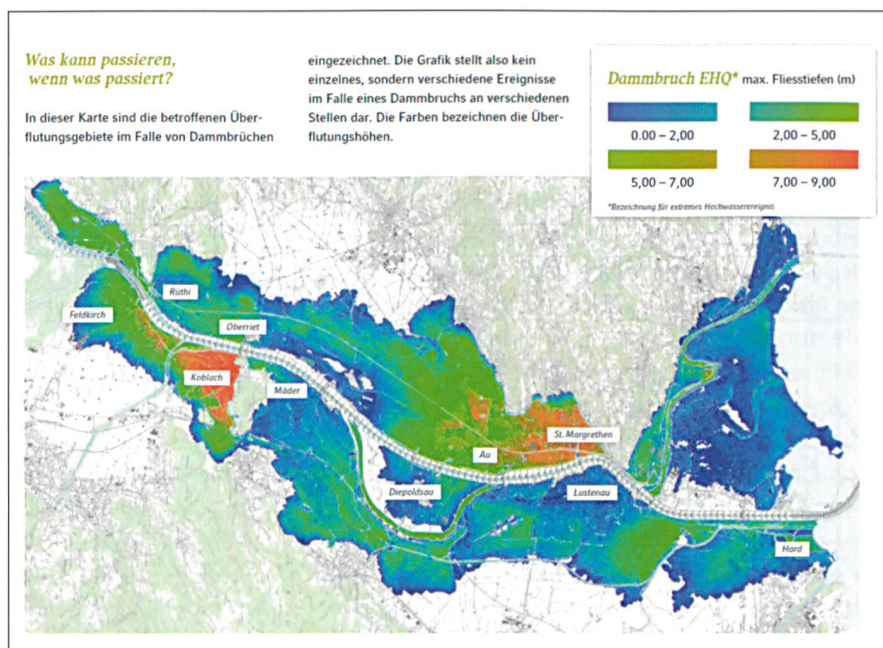 Was kann passieren,
wenn was passiert?
In dieser Karte sind die betroffenen Über-
flutungsgebiete im Falle von Dammbrüchen
eingezeichnet. Die Grafik stellt also kein
einzelnes, sondern verschiedene Ereignisse
im Falle eines Dammbruchs an verschiedenen
Stellen dar. Die Farben bezeichnen die Über-
flutungshöhen.
Dammbruch EHQ* max. Fliesstiefen (m)
0.00 – 2,00
2,00 – 5,00
5,00 – 7,00
7,00 – 9,00
*Bezeichnung für extremes Hochwasserereignis
Rüthi
Feldkirch
Oberriet
Koblach
Mäder
St. Margrethen
Au
Diepoldsau
Lustenau
Hard